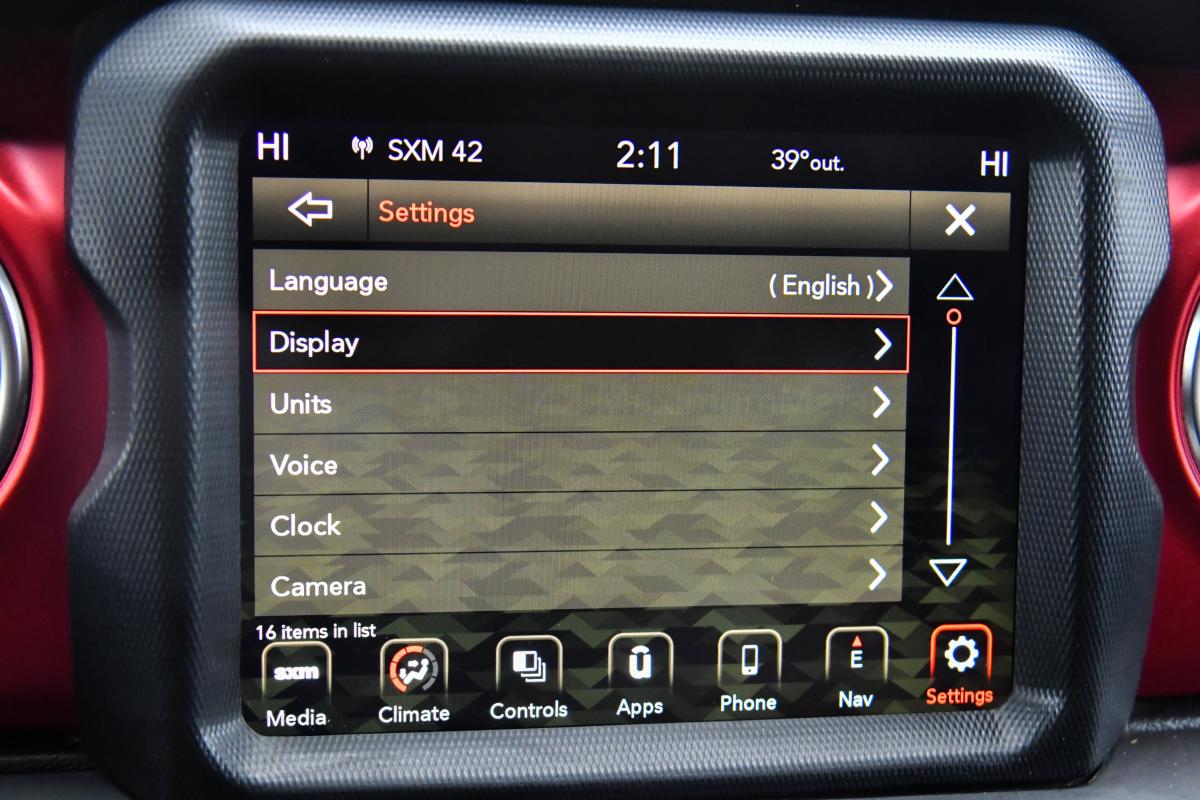 HI SXM 42 2:11 39°out. HI
Settings
Language ( English )
Display
Units
Voice
Clock
Camera
16 items in list
sxm ū E
Media Climate Controls Apps Phone Nav Settings